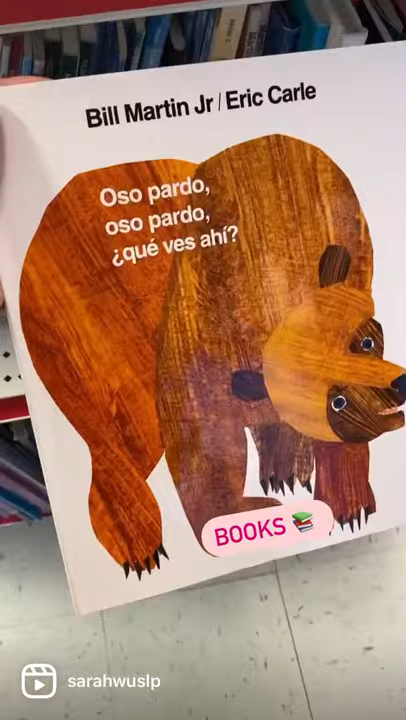 Bill Martin Jr / Eric Carle
Oso pardo,
oso pardo,
¿qué ves ahí?
BOOKS 📚
sarahwuslp